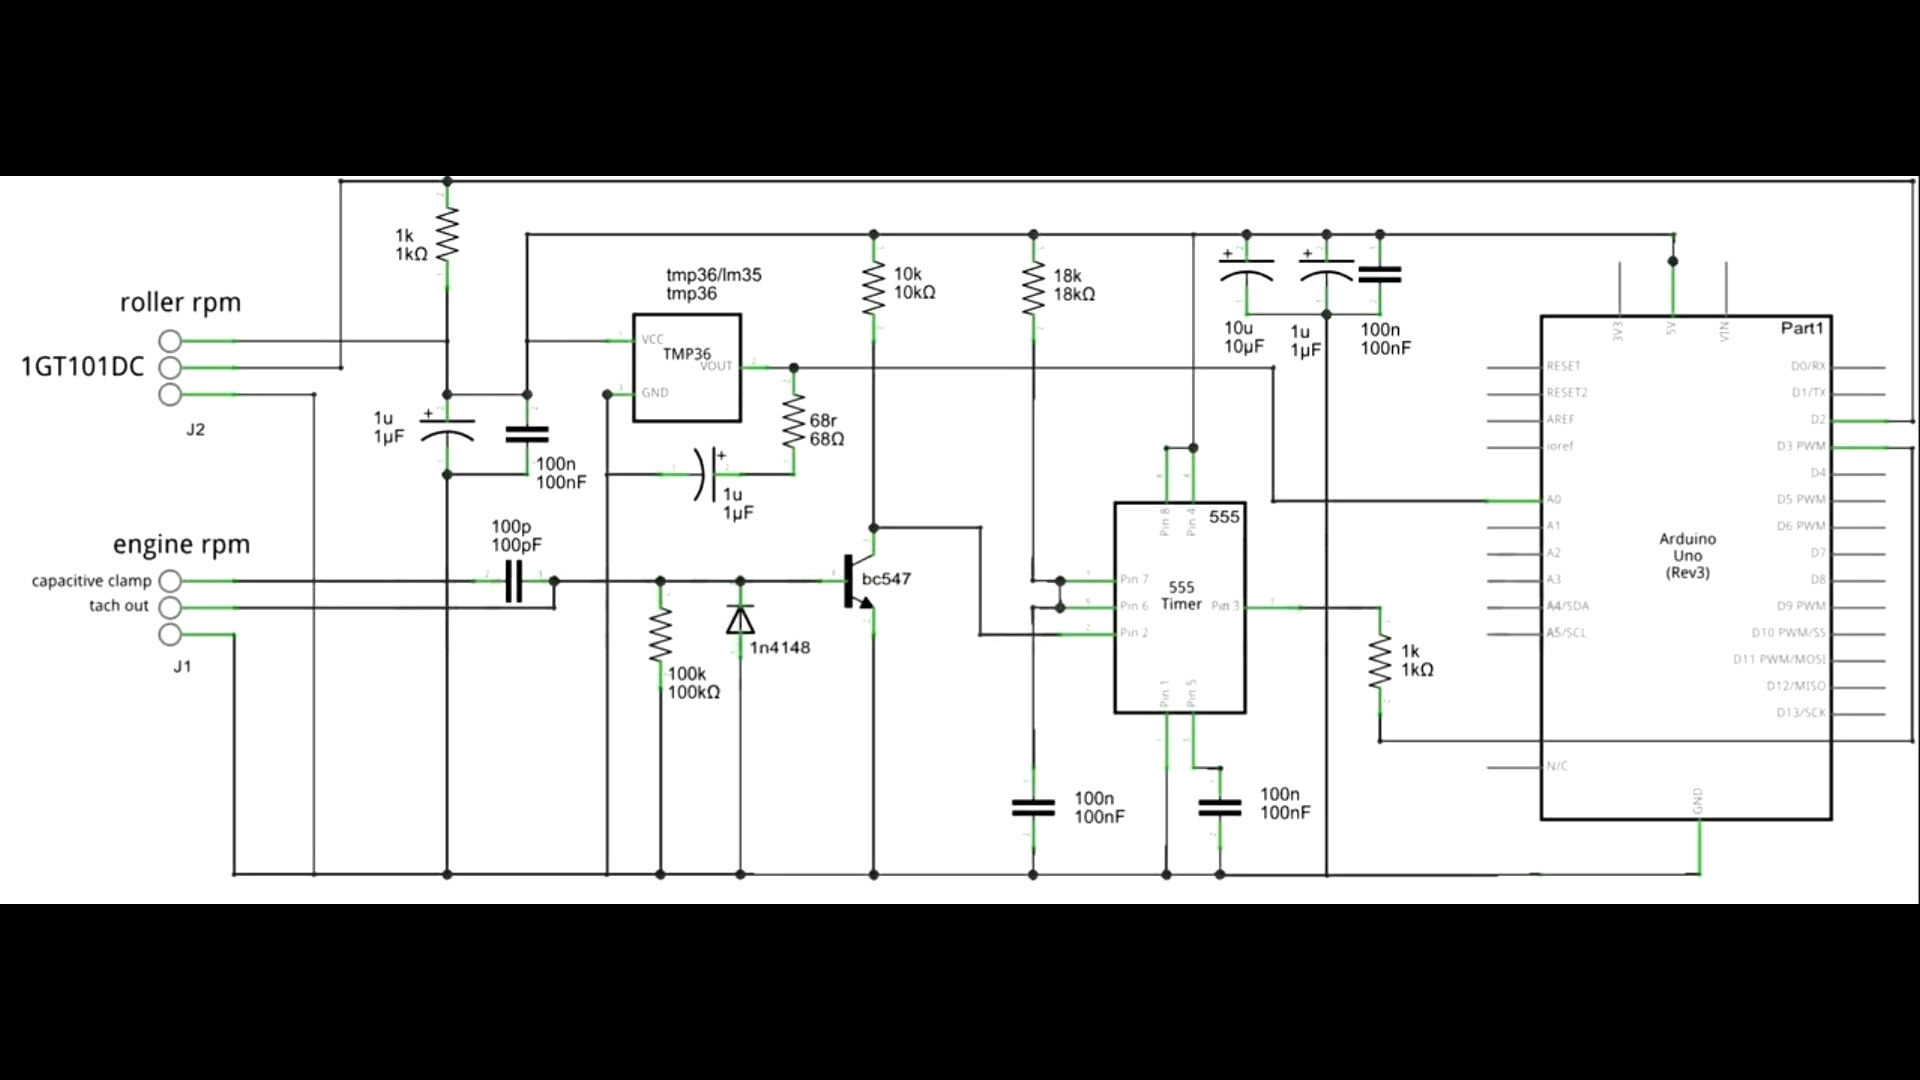 1k
1kΩ
roller rpm
1GT101DC
J2
1u
1µF
+
100n
100nF
tmp36/lm35
tmp36
VCC
TMP36
VOUT
GND
68r
68Ω
+
1u
1µF
10k
10kΩ
18k
18kΩ
+
10u
10µF
+
1u
1µF
100n
100nF
engine rpm
capacitive clamp
tach out
J1
100p
100pF
100k
100kΩ
1n4148
bc547
Pin 8
Pin 4
555
Pin 7
Pin 6
Pin 2
555
Timer
Pin 3
Pin 1
Pin 5
100n
100nF
100n
100nF
1k
1kΩ
3V3
5V
VIN
Part1
RESET
RESET2
AREF
ioref
A0
A1
A2
A3
A4/SDA
A5/SCL
N/C
Arduino
Uno
(Rev3)
D0/RX
D1/TX
D2
D3 PWM
D4
D5 PWM
D6 PWM
D7
D8
D9 PWM
D10 PWM/SS
D11 PWM/MOSI
D12/MISO
D13/SCK
GND